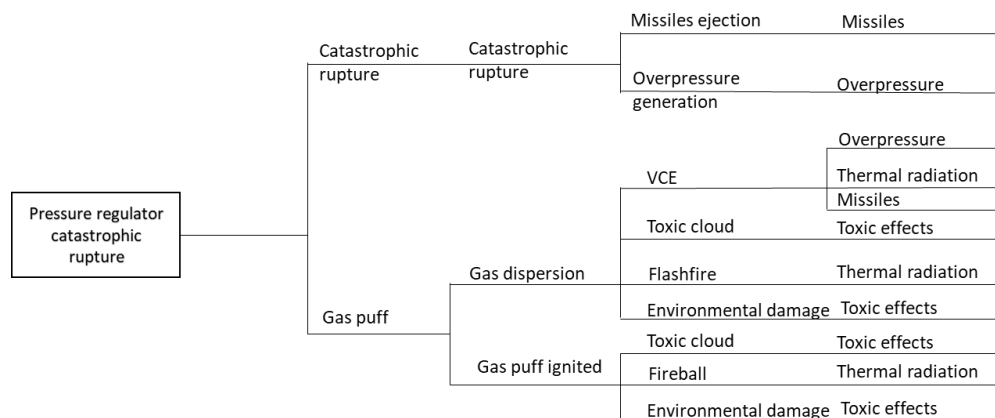 Missiles ejection
Missiles
Catastrophic
rupture
Catastrophic
rupture
Overpressure
generation
Overpressure
Overpressure
VCE
Thermal radiation
Missiles
Pressure regulator
catastrophic
rupture
Toxic cloud
Toxic effects
Gas dispersion
Flashfire
Thermal radiation
Gas puff
Environmental damage
Toxic effects
Toxic cloud
Toxic effects
Gas puff ignited
Fireball
Thermal radiation
Environmental damage
Toxic effects